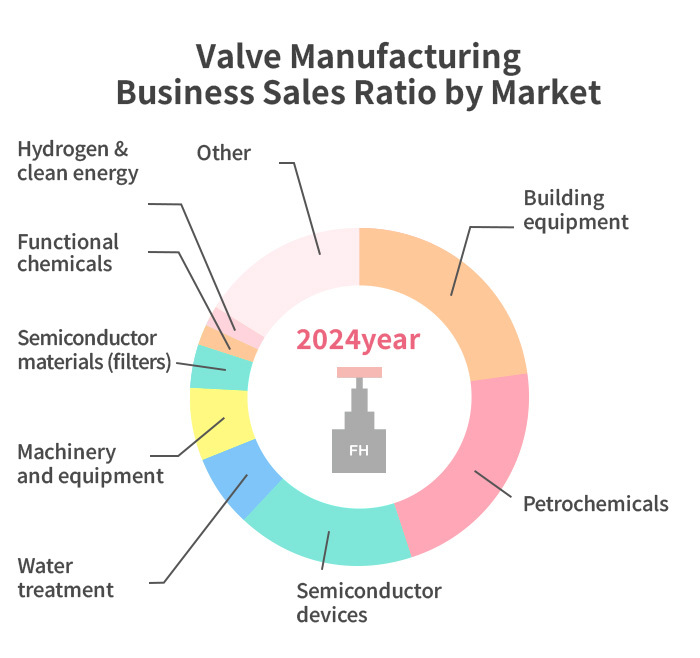 Valve Manufacturing
Business Sales Ratio by Market
Hydrogen &
clean energy
Other
Building
equipment
Functional
chemicals
Semiconductor
materials (filters)
2024year
FH
Machinery
and equipment
Petrochemicals
Water
treatment
Semiconductor
devices